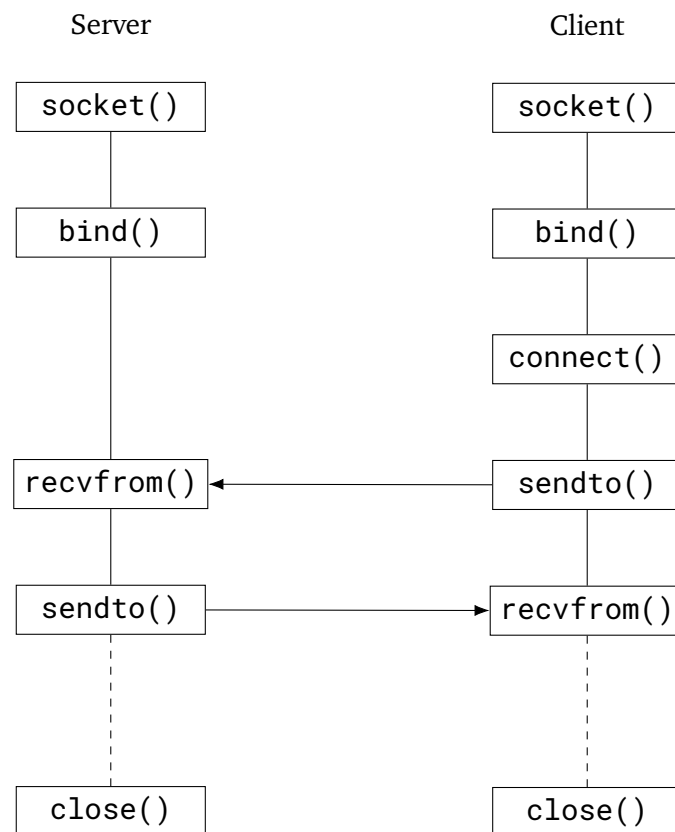 Server Client
socket() socket()
bind() bind()
connect()
recvfrom() sendto()
sendto() recvfrom()
close() close()